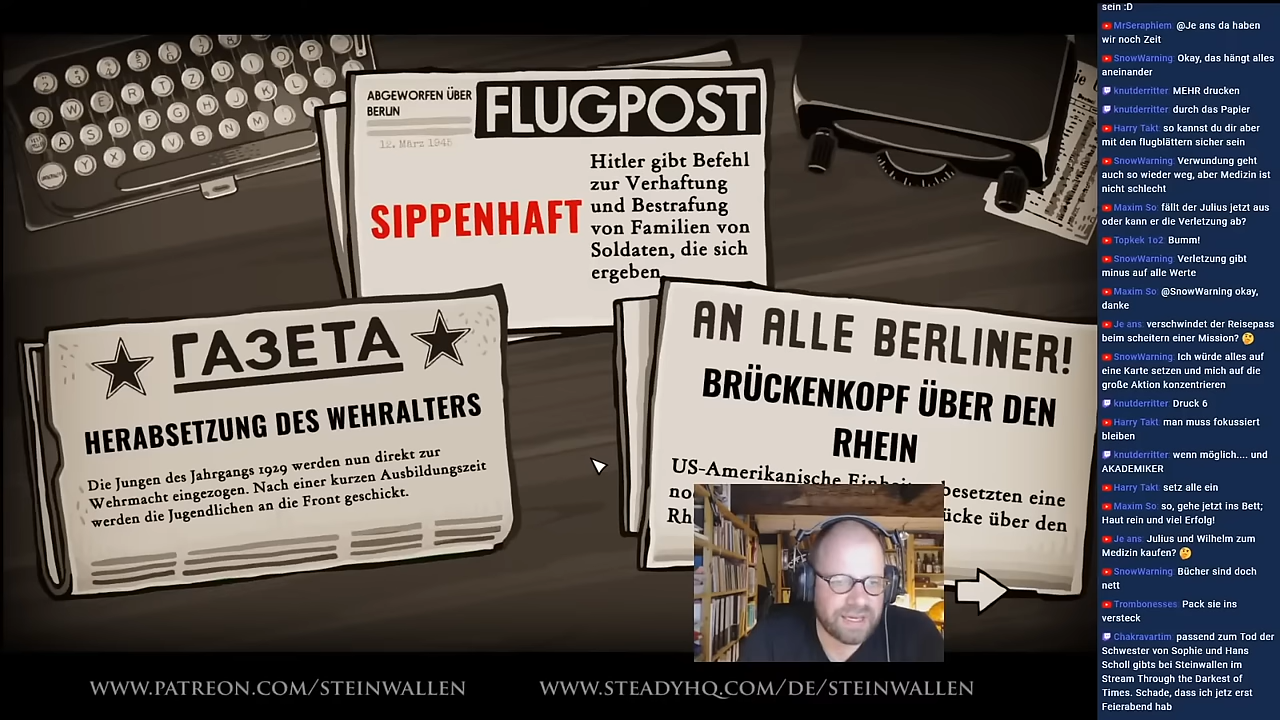 ABGEWORFEN ÜBER
BERLIN
FLUGPOST
12. März 1945
SIPPENHAFT
Hitler gibt Befehl
zur Verhaftung
und Bestrafung
von Familien von
Soldaten, die sich
ergeben.
ГАЗЕТА
HERABSETZUNG DES WEHRALTERS
Die Jungen des Jahrgangs 1929 werden nun direkt zur
Wehrmacht eingezogen. Nach einer kurzen Ausbildungszeit
werden die Jugendlichen an die Front geschickt.
AN ALLE BERLINER!
BRÜCKENKOPF ÜBER DEN
RHEIN
US-Amerikanische besetzten eine
über den
WWW.PATREON.COM/STEINWALLEN
WWW.STEADYHQ.COM/DE/STEINWALLEN
sein :D
MrSeraphiem: @Je ans da haben
wir noch Zeit
SnowWarning: Okay, das hängt alles
aneinander
knutderritter: MEHR drucken
knutderritter: durch das Papier
Harry Takt: so kannst du dir aber
mit den flugblättern sicher sein
SnowWarning: Verwundung geht
auch so wieder weg, aber Medizin ist
nicht schlecht
Maxim So: fällt der Julius jetzt aus
oder kann er die Verletzung ab?
Topkek 1o2: Bumm!
SnowWarning: Verletzung gibt
minus auf alle Werte
Maxim So: @SnowWarning okay,
danke
Je ans: verschwindet der Reisepass
beim scheitern einer Mission? 🤔
SnowWarning: Ich würde alles auf
eine Karte setzen und mich auf die
große Aktion konzentrieren
knutderritter: Druck 6
Harry Takt: man muss fokussiert
bleiben
knutderritter: wenn möglich.... und
AKADEMIKER
Harry Takt: setz alle ein
Maxim So: so, gehe jetzt ins Bett;
Haut rein und viel Erfolg!
Je ans: Julius und Wilhelm zum
Medizin kaufen? 🤔
SnowWarning: Bücher sind doch
nett
Trombonesses: Pack sie ins
versteck
Chakravartim: passend zum Tod der
Schwester von Sophie und Hans
Scholl gibts bei Steinwallen im
Stream Through the Darkest of
Times. Schade, dass ich jetz erst
Feierabend hab